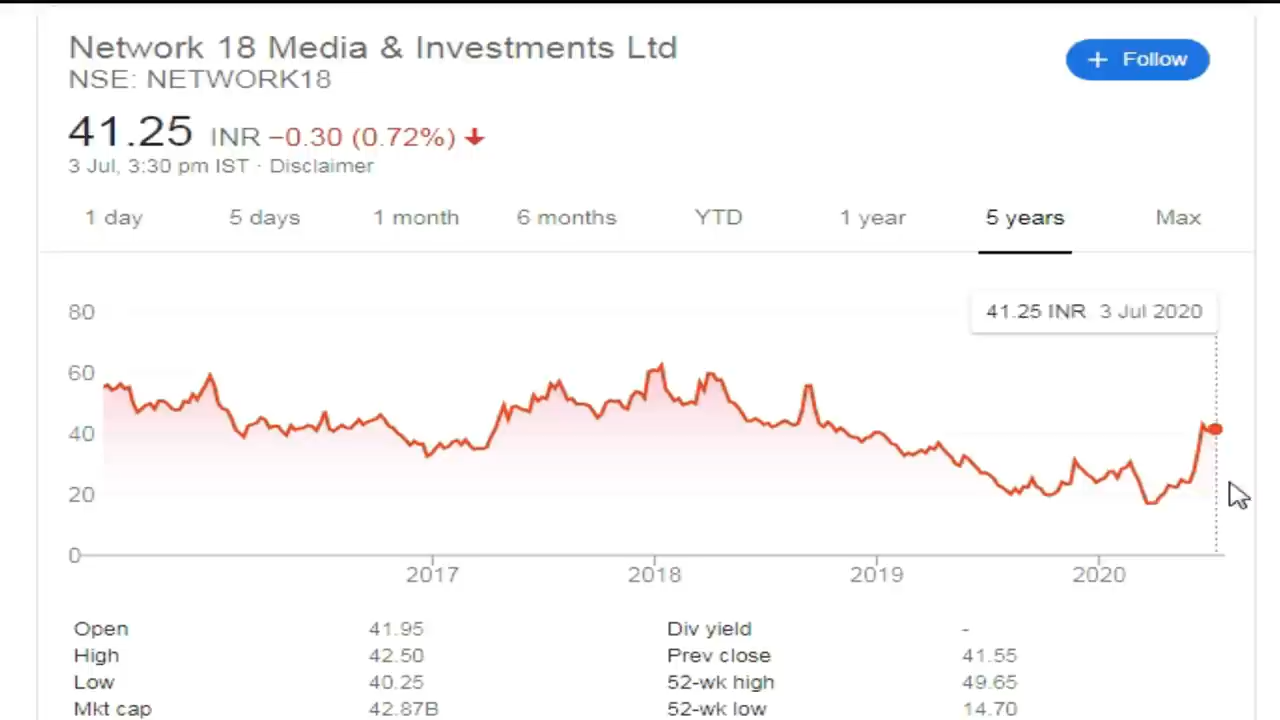 Network 18 Media & Investments Ltd
+ Follow
NSE: NETWORK18
41.25 INR −0.30 (0.72%)
3 Jul, 3:30 pm IST · Disclaimer
1 day 5 days 1 month 6 months YTD 1 year 5 years Max
41.25 INR 3 Jul 2020
80
60
40
20
0
2017 2018 2019 2020
Open 41.95 Div yield -
High 42.50 Prev close 41.55
Low 40.25 52-wk high 49.65
Mkt cap 42.87B 52-wk low 14.70